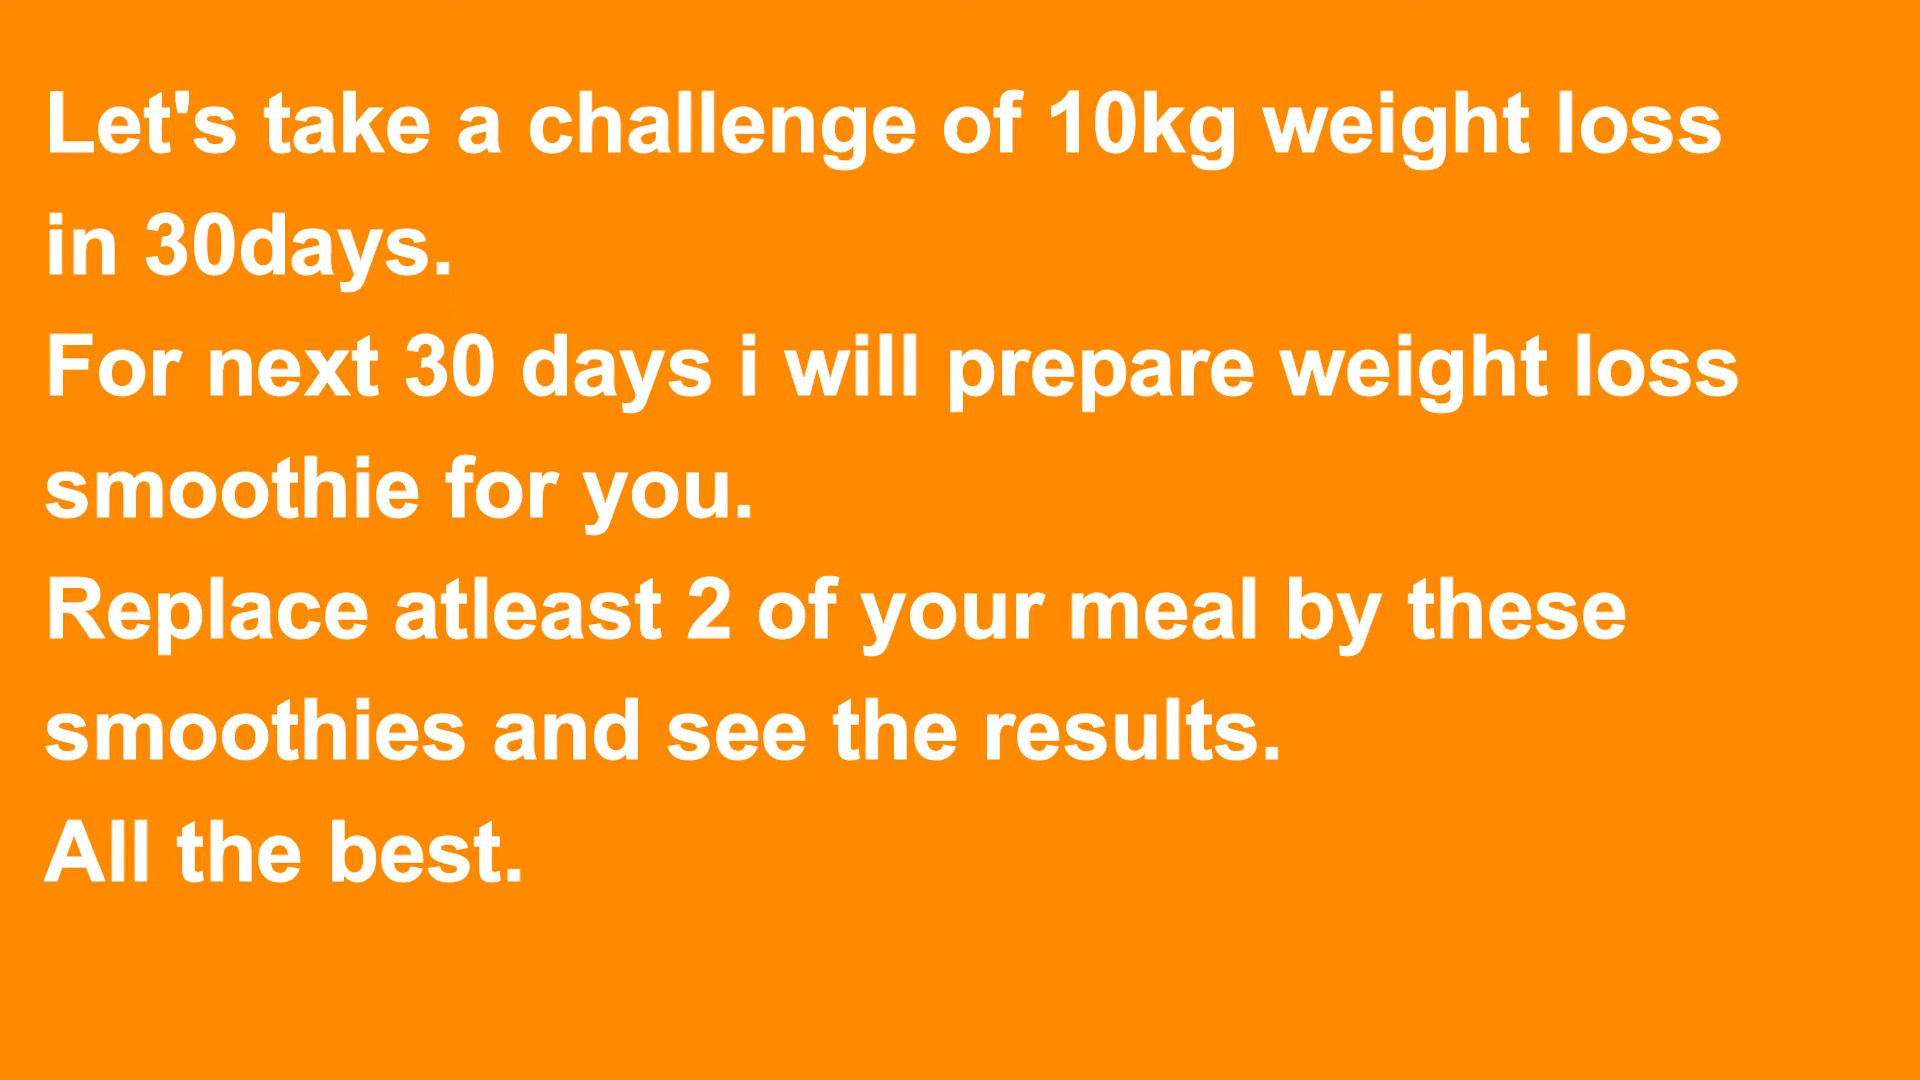 Let's take a challenge of 10kg weight loss
in 30days.
For next 30 days i will prepare weight loss
smoothie for you.
Replace atleast 2 of your meal by these
smoothies and see the results.
All the best.